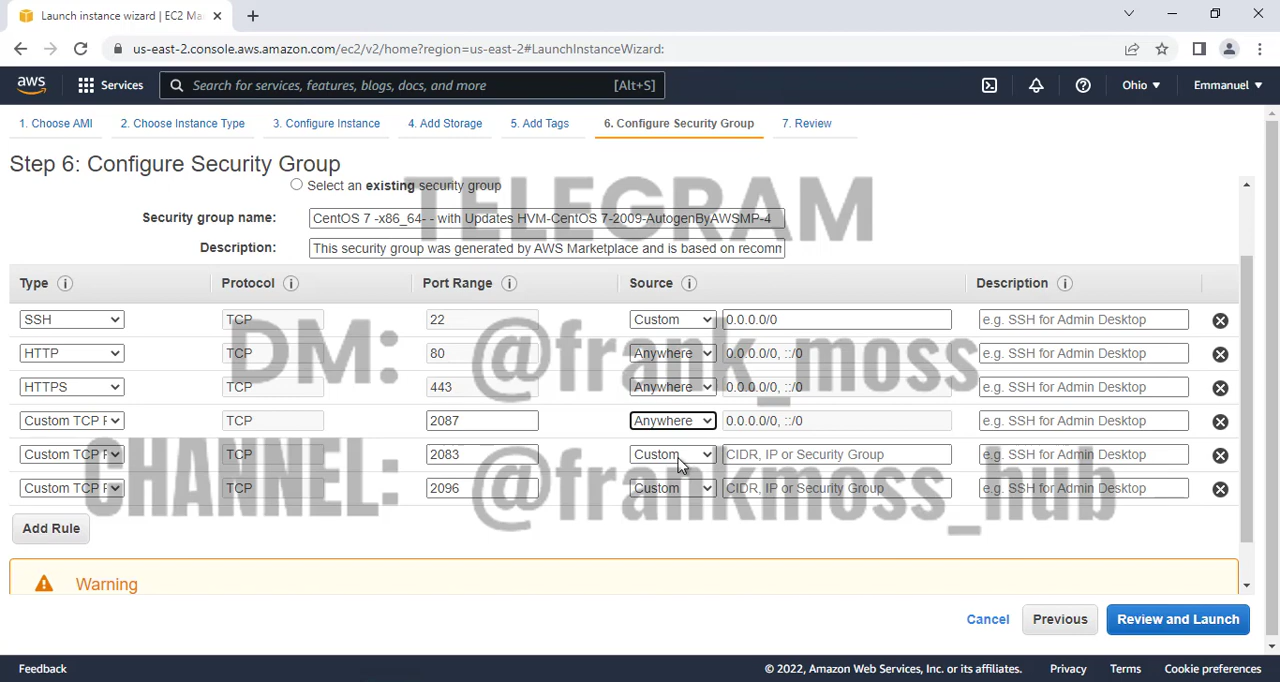 Launch instance wizard | EC2 Ma
us-east-2.console.aws.amazon.com/ec2/v2/home?region=us-east-2#LaunchInstanceWizard:
aws
Services
Search for services, features, blogs, docs, and more
[Alt+S]
Ohio
Emmanuel
1. Choose AMI
2. Choose Instance Type
3. Configure Instance
4. Add Storage
5. Add Tags
6. Configure Security Group
7. Review
Step 6: Configure Security Group
Select an existing security group
TELEGRAM
Security group name:
CentOS 7 -x86_64- - with Updates HVM-CentOS 7-2009-AutogenByAWSMP-4
Description:
This security group was generated by AWS Marketplace and is based on recomm
Type Protocol Port Range Source Description
SSH TCP 22 Custom 0.0.0.0/0 e.g. SSH for Admin Desktop
HTTP TCP 80 Anywhere 0.0.0.0/0, ::/0 e.g. SSH for Admin Desktop
DM: @frank_moss
HTTPS TCP 443 Anywhere 0.0.0.0/0, ::/0 e.g. SSH for Admin Desktop
Custom TCP TCP 2087 Anywhere 0.0.0.0/0, ::/0 e.g. SSH for Admin Desktop
Custom TCP TCP 2083 Custom CIDR, IP or Security Group e.g. SSH for Admin Desktop
CHANNEL: @frankmoss_hub
Custom TCP TCP 2096 Custom CIDR, IP or Security Group e.g. SSH for Admin Desktop
Add Rule
Warning
Cancel
Previous
Review and Launch
Feedback
© 2022, Amazon Web Services, Inc. or its affiliates.
Privacy
Terms
Cookie preferences